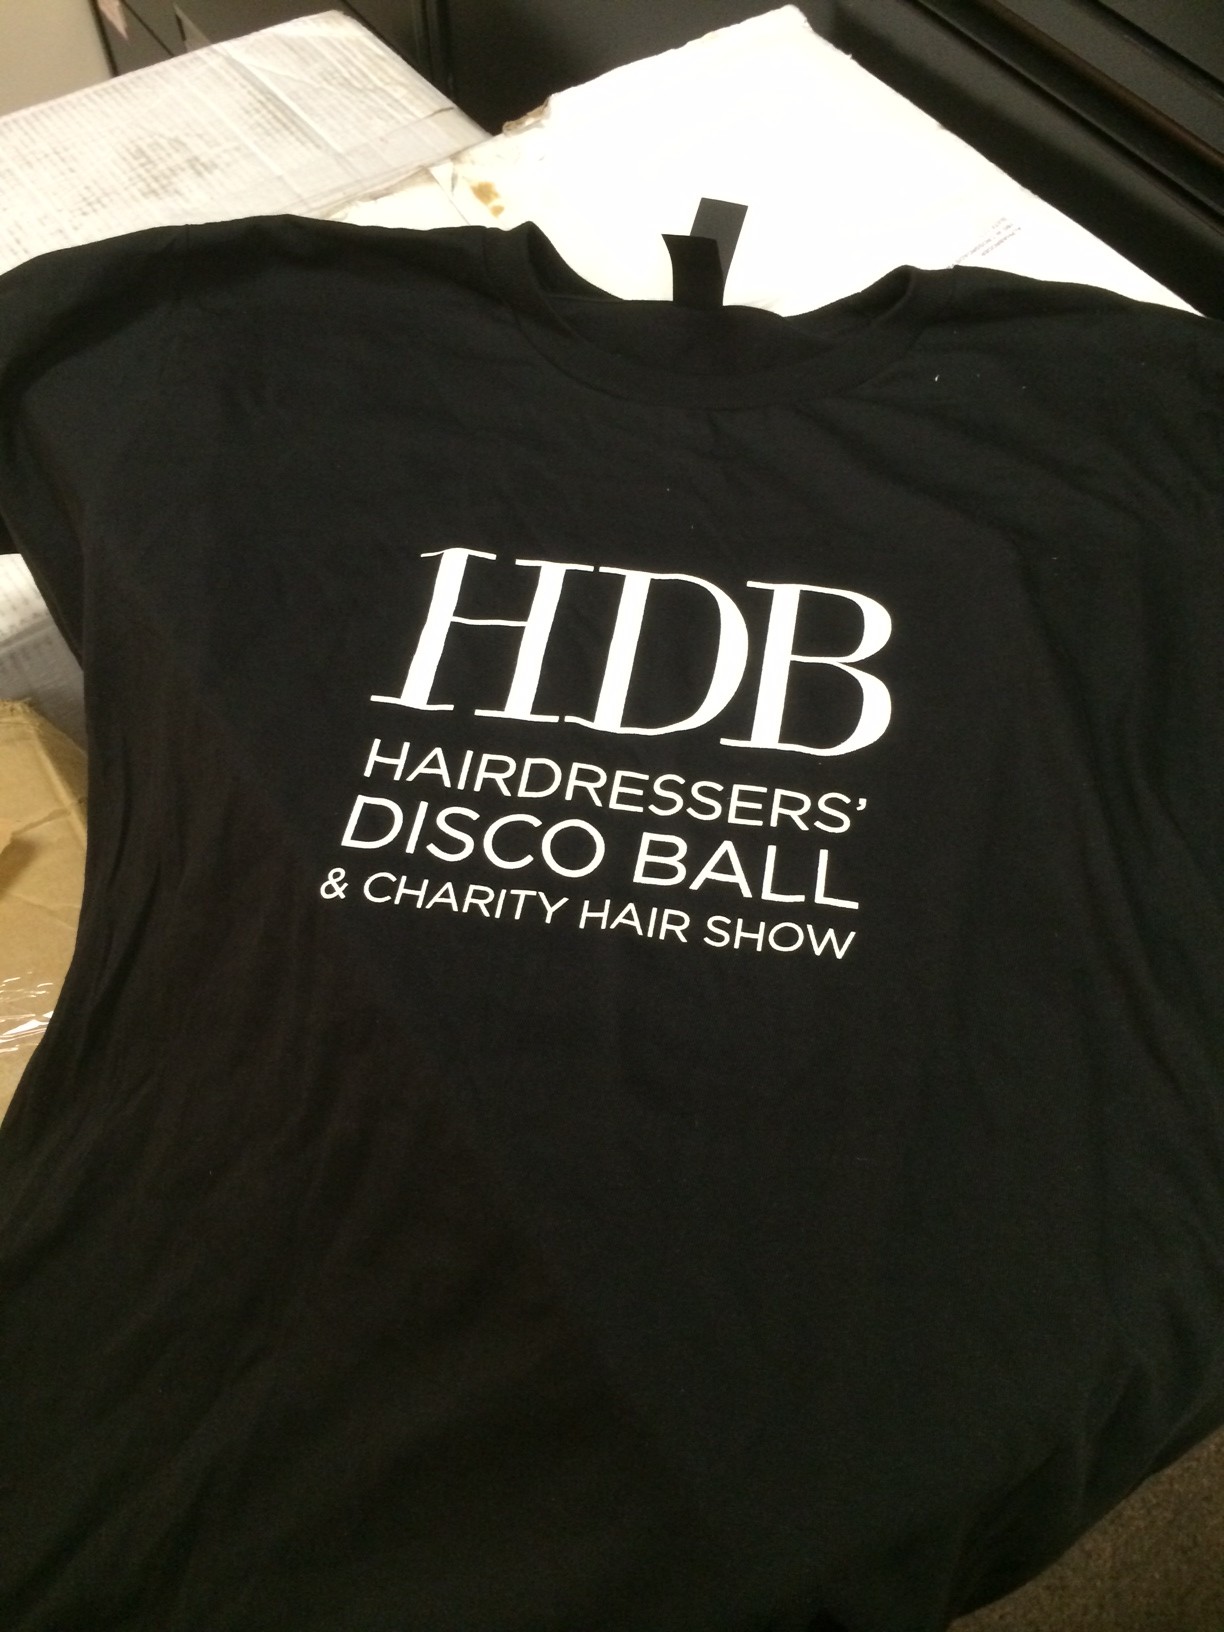 HDB
HAIRDRESSERS’
DISCO BALL
& CHARITY HAIR SHOW